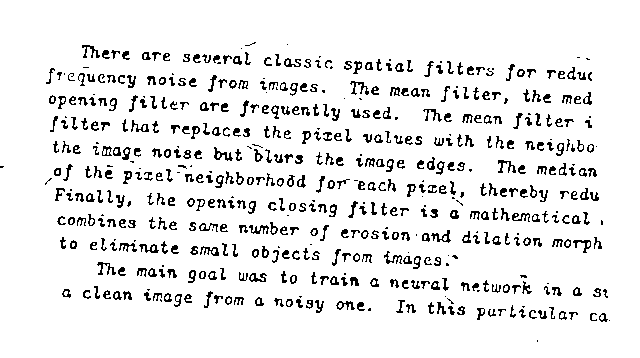 There are several classic spatial filters for reduc
frequency noise from images. The mean filter, the med
opening filter are frequently used. The mean filter i
filter that replaces the pixel values with the neighbo
the image noise but blurs the image edges. The median
of the pixel neighborhood for each pixel, thereby redu
Finally, the opening closing filter is a mathematical
combines the same number of erosion and dilation morph
to eliminate small objects from images.
The main goal was to train a neural network in a su
a clean image from a noisy one. In this particular ca